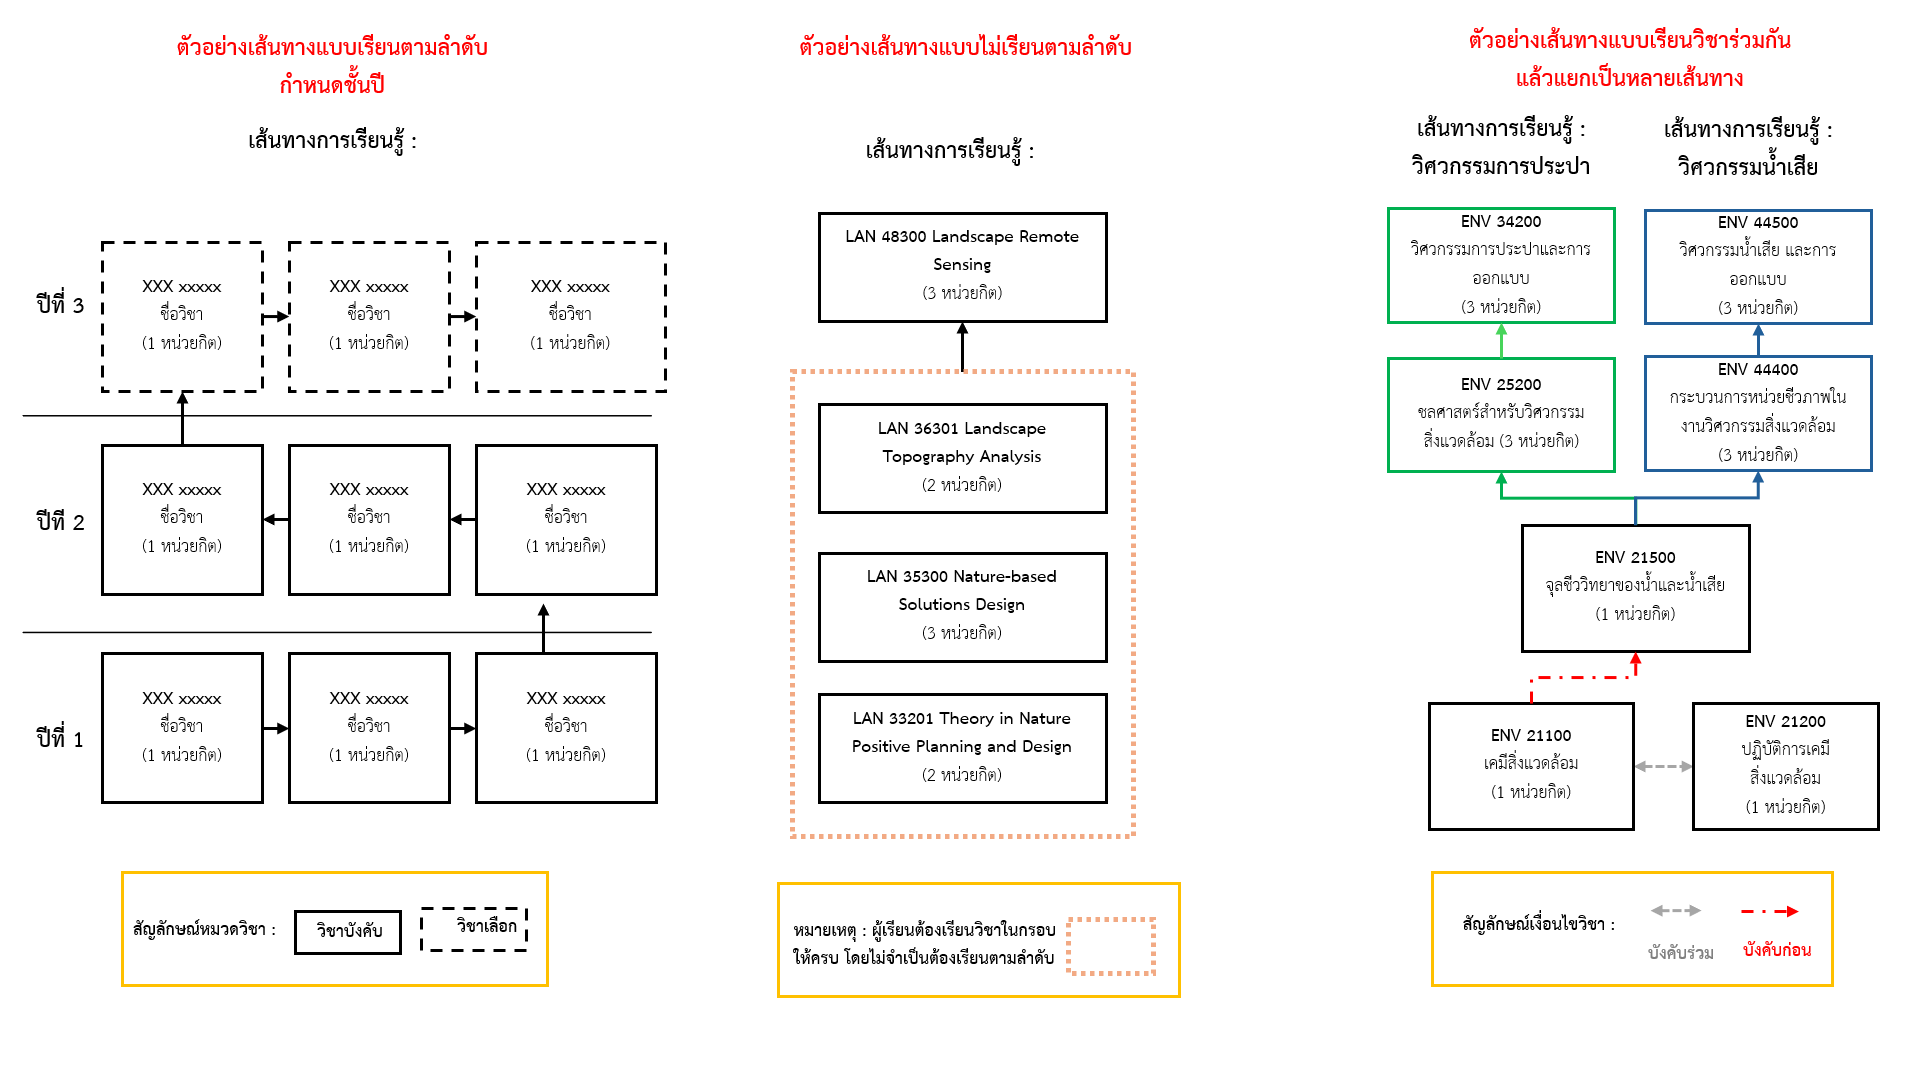 ตัวอย่างเส้นทางแบบเรียนตามลำดับ
กำหนดชั้นปี
เส้นทางการเรียนรู้ :
ปีที่ 3
XXX xxxxx
ชื่อวิชา
(1 หน่วยกิต)
XXX xxxxx
ชื่อวิชา
(1 หน่วยกิต)
XXX xxxxx
ชื่อวิชา
(1 หน่วยกิต)
ปีที่ 2
XXX xxxxx
ชื่อวิชา
(1 หน่วยกิต)
XXX xxxxx
ชื่อวิชา
(1 หน่วยกิต)
XXX xxxxx
ชื่อวิชา
(1 หน่วยกิต)
ปีที่ 1
XXX xxxxx
ชื่อวิชา
(1 หน่วยกิต)
XXX xxxxx
ชื่อวิชา
(1 หน่วยกิต)
XXX xxxxx
ชื่อวิชา
(1 หน่วยกิต)
สัญลักษณ์หมวดวิชา :
วิชาบังคับ
วิชาเลือก
ตัวอย่างเส้นทางแบบไม่เรียนตามลำดับ
เส้นทางการเรียนรู้ :
LAN 48300 Landscape Remote
Sensing
(3 หน่วยกิต)
LAN 36301 Landscape
Topography Analysis
(2 หน่วยกิต)
LAN 35300 Nature-based
Solutions Design
(3 หน่วยกิต)
LAN 33201 Theory in Nature
Positive Planning and Design
(2 หน่วยกิต)
หมายเหตุ : ผู้เรียนต้องเรียนวิชาในกรอบ
ให้ครบ โดยไม่จำเป็นต้องเรียนตามลำดับ
ตัวอย่างเส้นทางแบบเรียนวิชาร่วมกัน
แล้วแยกเป็นหลายเส้นทาง
เส้นทางการเรียนรู้ :
วิศวกรรมการประปา
เส้นทางการเรียนรู้ :
วิศวกรรมน้ำเสีย
ENV 34200
วิศวกรรมการประปาและการ
ออกแบบ
(3 หน่วยกิต)
ENV 44500
วิศวกรรมน้ำเสีย และการ
ออกแบบ
(3 หน่วยกิต)
ENV 25200
ชลศาสตร์สำหรับวิศวกรรม
สิ่งแวดล้อม (3 หน่วยกิต)
ENV 44400
กระบวนการหน่วยชีวภาพใน
งานวิศวกรรมสิ่งแวดล้อม
(3 หน่วยกิต)
ENV 21500
จุลชีววิทยาของน้ำและน้ำเสีย
(1 หน่วยกิต)
ENV 21100
เคมีสิ่งแวดล้อม
(1 หน่วยกิต)
ENV 21200
ปฏิบัติการเคมี
สิ่งแวดล้อม
(1 หน่วยกิต)
สัญลักษณ์เงื่อนไขวิชา :
บังคับร่วม
บังคับก่อน